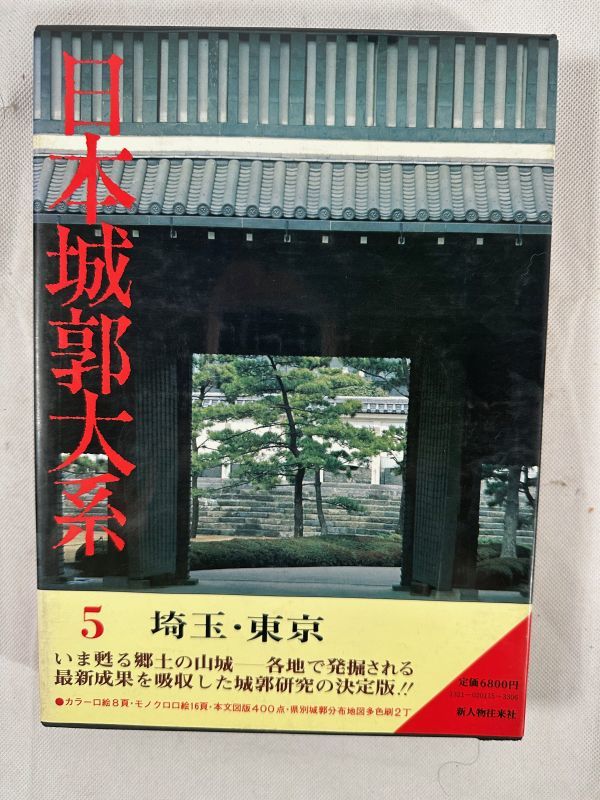 日本城郭大系
5 埼玉・東京
いま甦る郷土の山城――各地で発掘される
最新成果を吸収した城郭研究の決定版!!
●カラー口絵8頁・モノクロ口絵16頁・本文図版400点・県別城郭分布地図多色刷2丁
定価6800円
1321-020115-3306
新人物往来社